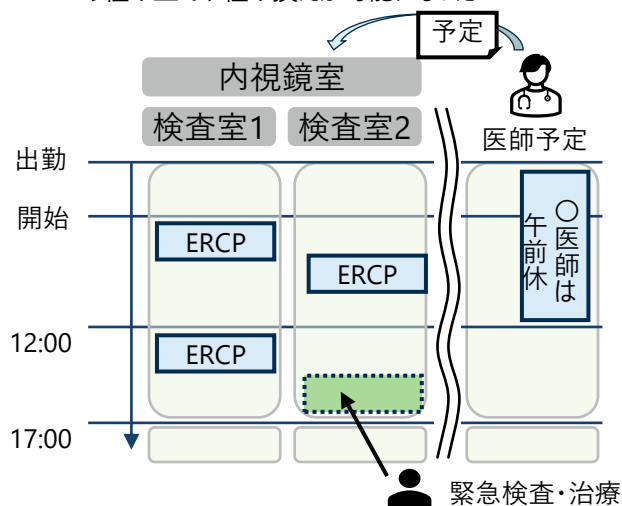 予定
内視鏡室
検査室1
検査室2
医師予定
出勤
開始
ERCP
ERCP
〇医師は
午前休
12:00
ERCP
17:00
緊急検査・治療